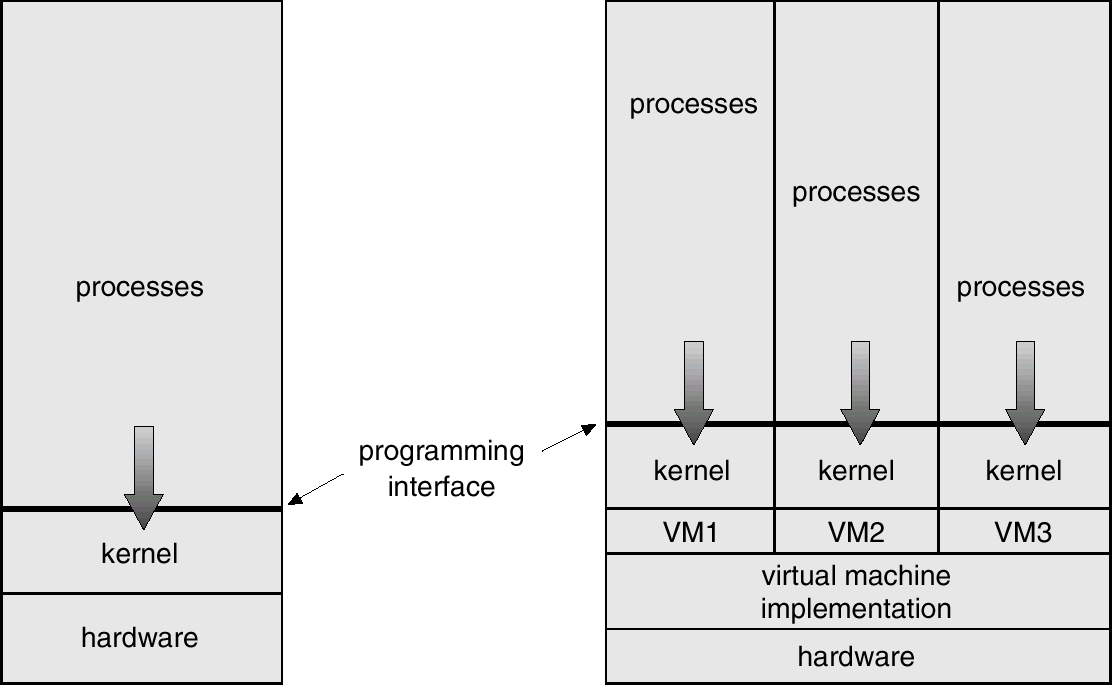 processes
kernel
hardware
programming
interface
processes
processes
processes
kernel
kernel
kernel
VM1
VM2
VM3
virtual machine
implementation
hardware